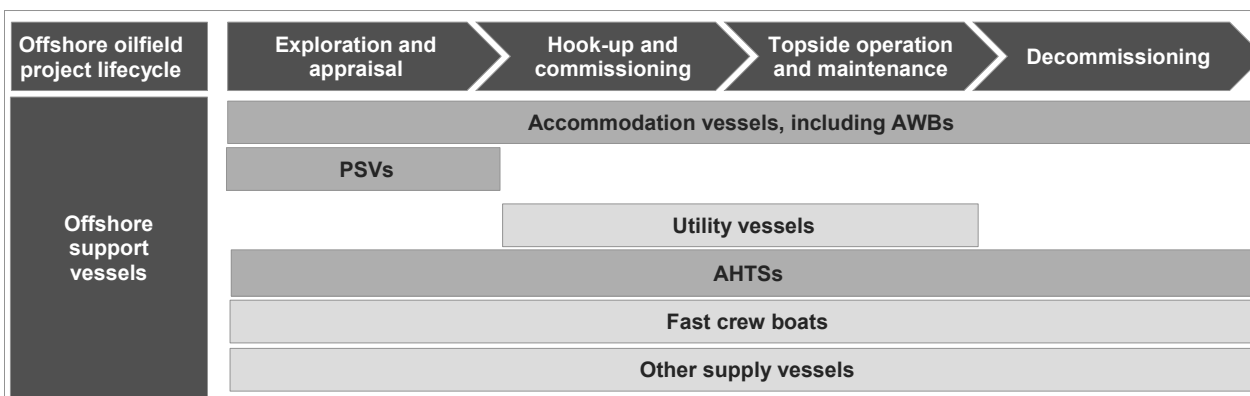 Offshore oilfield
project lifecycle
Exploration and
appraisal
Hook-up and
commissioning
Topside operation
and maintenance
Decommissioning
Offshore
support
vessels
Accommodation vessels, including AWBs
PSVs
Utility vessels
AHTSs
Fast crew boats
Other supply vessels